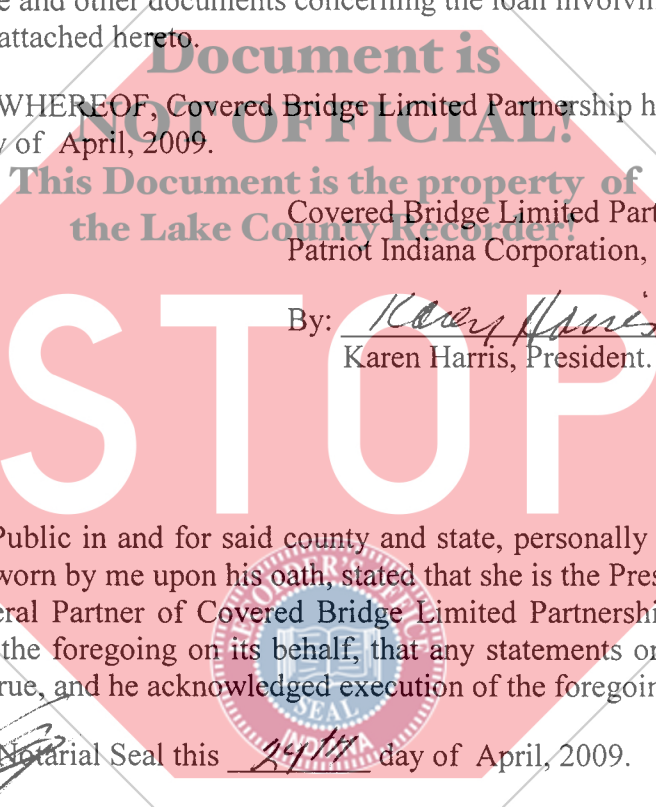 e and other documents concerning the loan involvin
attached hereto.
Document is
WHEREOF, Covered Bridge Limited Partnership h
NOT OFFICIAL!
y of April, 2009.
This Document is the property of
Covered Bridge Limited Part
the Lake County Recorder!
Patriot Indiana Corporation,
By: Karen Harris
Karen Harris, President.
STOP
Public in and for said county and state, personally
worn by me upon his oath, stated that she is the Pres
eral Partner of Covered Bridge Limited Partnershi
the foregoing on its behalf, that any statements or
rue, and he acknowledged execution of the foregoin
SEAL
INDIANA
Notarial Seal this 24th day of April, 2009.